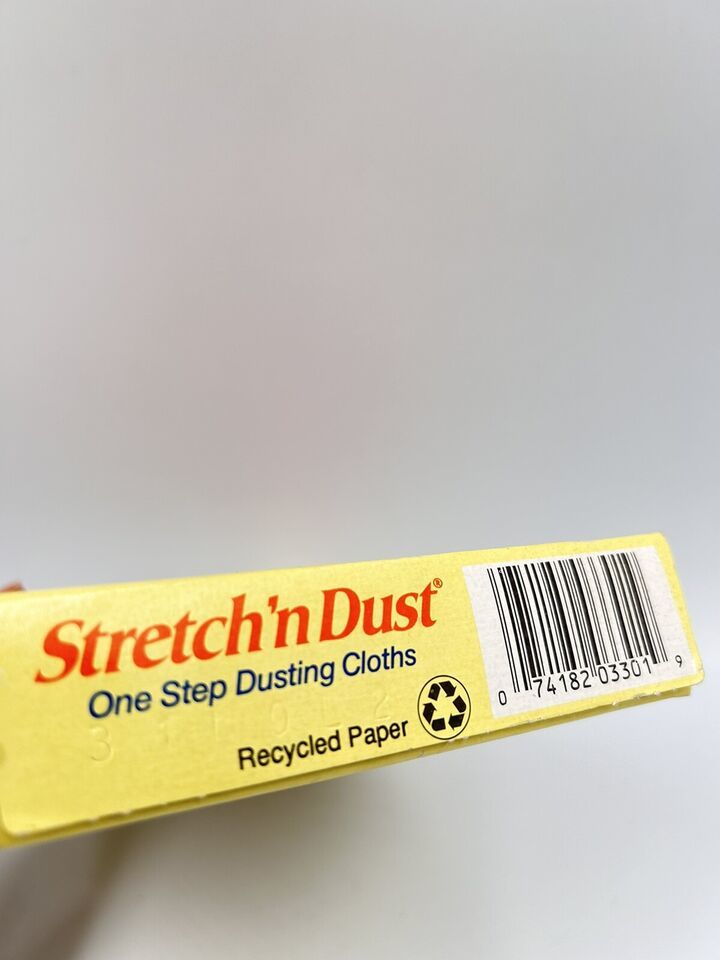 Stretch'n Dust®
One Step Dusting Cloths
Recycled Paper
0 74182 03301 9